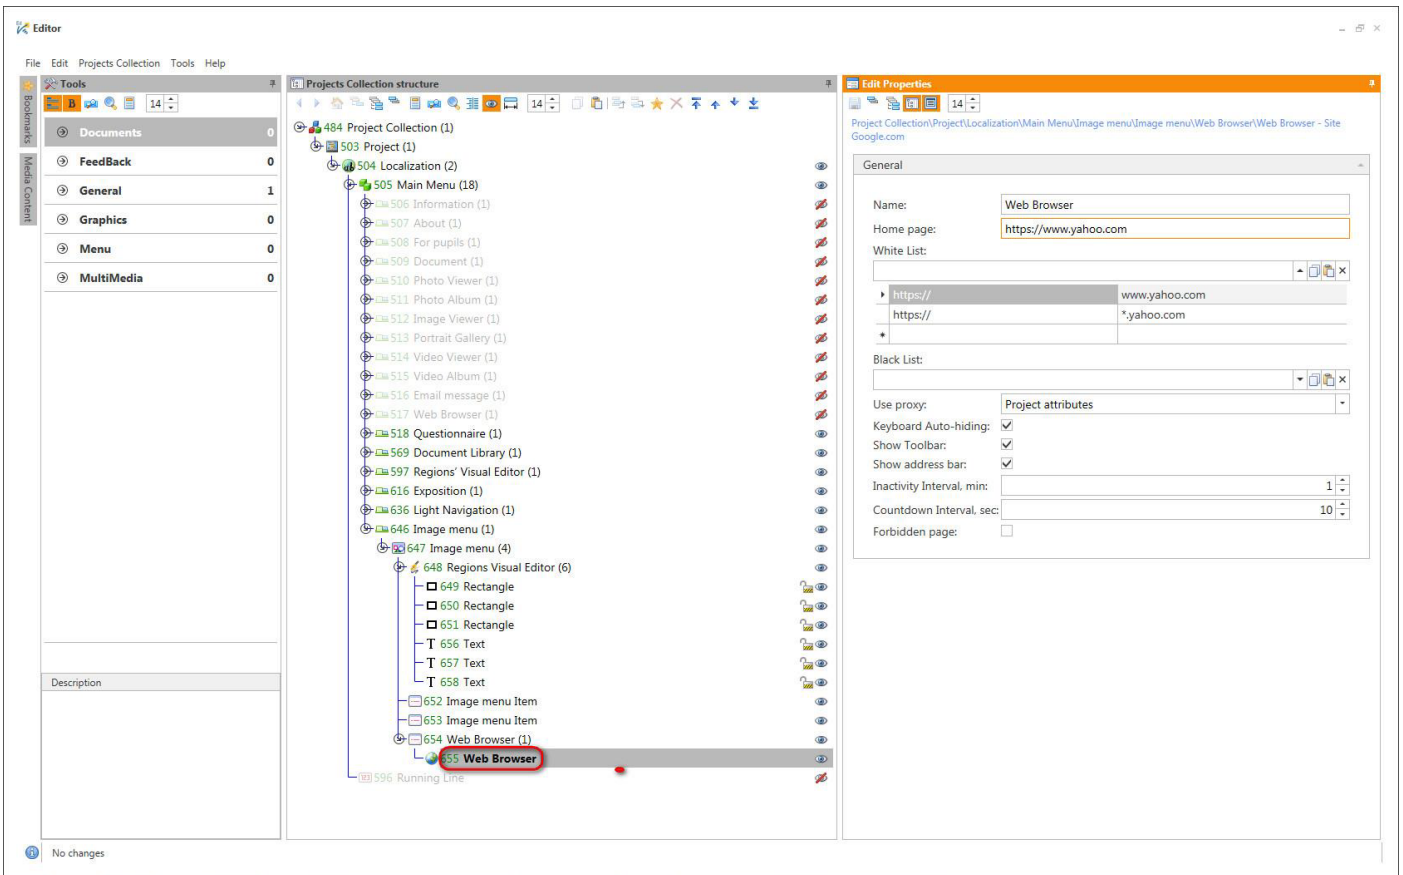 Editor
File Edit Projects Collection Tools Help
Bookmarks
Media Content
Tools
14
Documents 0
FeedBack 0
General 1
Graphics 0
Menu 0
MultiMedia 0
Description
Projects Collection structure
14
484 Project Collection (1)
503 Project (1)
504 Localization (2)
505 Main Menu (18)
506 Information (1)
507 About (1)
508 For pupils (1)
509 Document (1)
510 Photo Viewer (1)
511 Photo Album (1)
512 Image Viewer (1)
513 Portrait Gallery (1)
514 Video Viewer (1)
515 Video Album (1)
516 Email message (1)
517 Web Browser (1)
518 Questionnaire (1)
569 Document Library (1)
597 Regions' Visual Editor (1)
616 Exposition (1)
636 Light Navigation (1)
646 Image menu (1)
647 Image menu (4)
648 Regions Visual Editor (6)
649 Rectangle
650 Rectangle
651 Rectangle
T 656 Text
T 657 Text
T 658 Text
652 Image menu Item
653 Image menu Item
654 Web Browser (1)
655 Web Browser
596 Running Line
Edit Properties
14
Project Collection\Project\Localization\Main Menu\Image menu\Image menu\Web Browser\Web Browser - Site
Google.com
General
Name: Web Browser
Home page: https://www.yahoo.com
White List:
https:// www.yahoo.com
https:// *.yahoo.com
*
Black List:
Use proxy: Project attributes
Keyboard Auto-hiding:
Show Toolbar:
Show address bar:
Inactivity Interval, min: 1
Countdown Interval, sec: 10
Forbidden page:
No changes